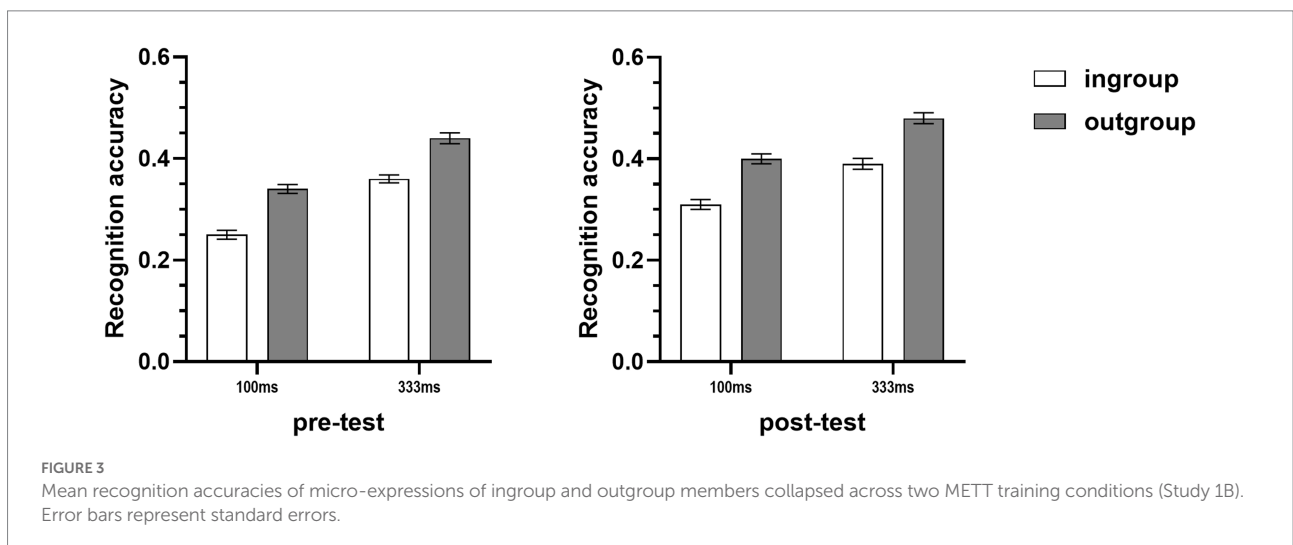 0.6
0.4
0.2
0.0
Recognition accuracy
100ms
333ms
pre-test
0.6
0.4
0.2
0.0
Recognition accuracy
100ms
333ms
post-test
ingroup
outgroup
FIGURE 3
Mean recognition accuracies of micro-expressions of ingroup and outgroup members collapsed across two METT training conditions (Study 1B).
Error bars represent standard errors.